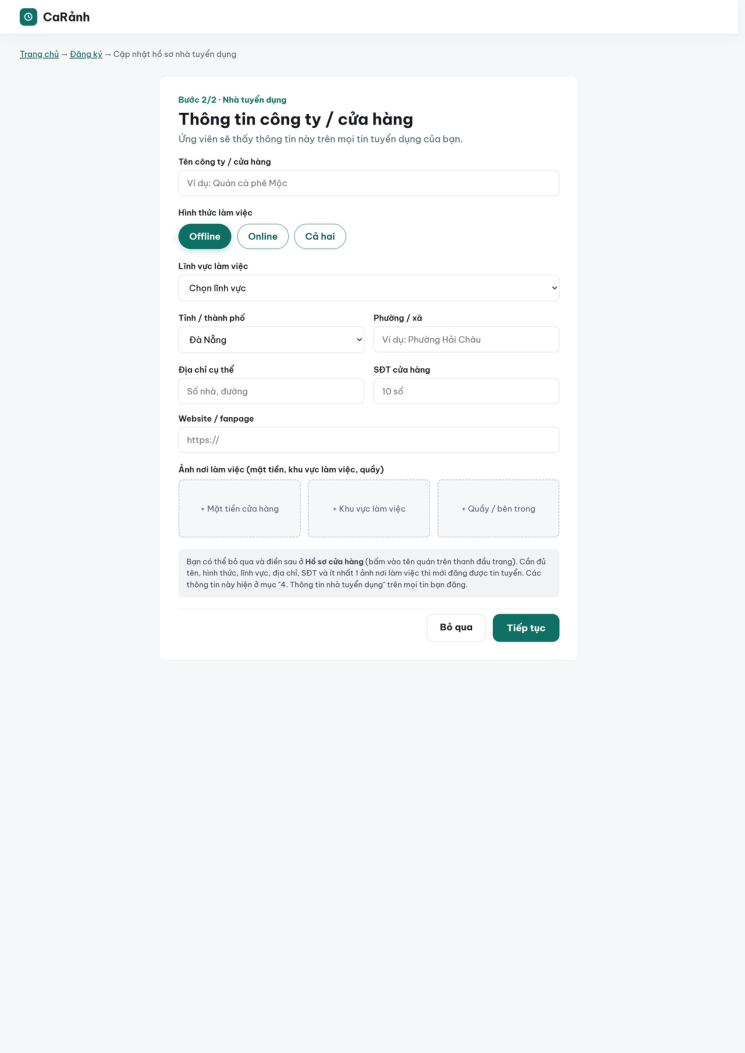 CaRảnh
Trang chủ → Đăng ký → Cập nhật hồ sơ nhà tuyển dụng
Bước 2/2 · Nhà tuyển dụng
Thông tin công ty / cửa hàng
Ứng viên sẽ thấy thông tin này trên mọi tin tuyển dụng của bạn.
Tên công ty / cửa hàng
Ví dụ: Quán cà phê Mộc
Hình thức làm việc
Offline Online Cả hai
Lĩnh vực làm việc
Chọn lĩnh vực
Tỉnh / thành phố Phường / xã
Đà Nẵng Ví dụ: Phường Hải Châu
Địa chỉ cụ thể SĐT cửa hàng
Số nhà, đường 10 số
Website / fanpage
https://
Ảnh nơi làm việc (mặt tiền, khu vực làm việc, quầy)
+ Mặt tiền cửa hàng + Khu vực làm việc + Quầy / bên trong
Bạn có thể bỏ qua và điền sau ở Hồ sơ cửa hàng (bấm vào tên quán trên thanh đầu trang). Cần đủ
tên, hình thức, lĩnh vực, địa chỉ, SĐT và ít nhất 1 ảnh nơi làm việc thì mới đăng được tin tuyển. Các
thông tin này hiện ở mục "4. Thông tin nhà tuyển dụng" trên mọi tin bạn đăng.
Bỏ qua Tiếp tục